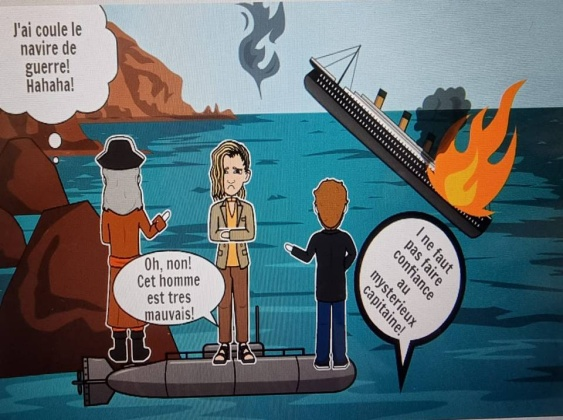 J'ai coule le
navire de
guerre!
Hahaha!
Oh, non!
Cet homme
est tres
mauvais!
I ne faut
pas faire
confiance
au
mysterieux
capitaine!